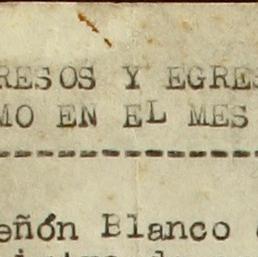 RESOS Y EGRES
MO EN EL MES
eñón Blanco